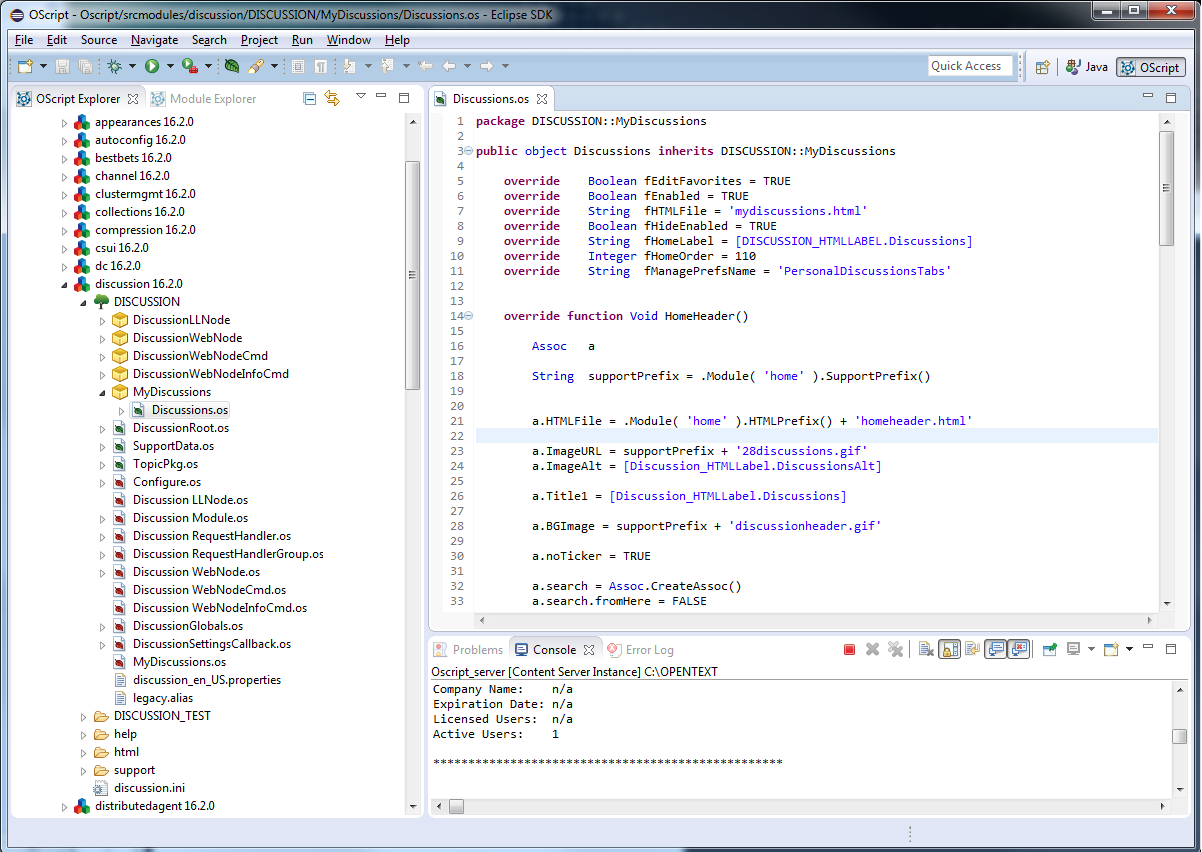 OScript - Oscript/srcmodules/discussion/DISCUSSION/MyDiscussions/Discussions.os - Eclipse SDK
File Edit Source Navigate Search Project Run Window Help
Quick Access
Java
OScript
OScript Explorer
Module Explorer
appearances 16.2.0
autoconfig 16.2.0
bestbets 16.2.0
channel 16.2.0
clustermgmt 16.2.0
collections 16.2.0
compression 16.2.0
csui 16.2.0
dc 16.2.0
discussion 16.2.0
DISCUSSION
DiscussionLLNode
DiscussionWebNode
DiscussionWebNodeCmd
DiscussionWebNodeInfoCmd
MyDiscussions
Discussions.os
DiscussionRoot.os
SupportData.os
TopicPkg.os
Configure.os
Discussion LLNode.os
Discussion Module.os
Discussion RequestHandler.os
Discussion RequestHandlerGroup.os
Discussion WebNode.os
Discussion WebNodeCmd.os
Discussion WebNodeInfoCmd.os
DiscussionGlobals.os
DiscussionSettingsCallback.os
MyDiscussions.os
discussion_en_US.properties
legacy.alias
DISCUSSION_TEST
help
html
support
discussion.ini
distributedagent 16.2.0
Discussions.os
1 package DISCUSSION::MyDiscussions
2
3 public object Discussions inherits DISCUSSION::MyDiscussions
4
5 override Boolean fEditFavorites = TRUE
6 override Boolean fEnabled = TRUE
7 override String fHTMLFile = 'mydiscussions.html'
8 override Boolean fHideEnabled = TRUE
9 override String fHomeLabel = [DISCUSSION_HTMLLABEL.Discussions]
10 override Integer fHomeOrder = 110
11 override String fManagePrefsName = 'PersonalDiscussionsTabs'
12
13
14 override function Void HomeHeader()
15
16 Assoc a
17
18 String supportPrefix = .Module( 'home' ).SupportPrefix()
19
20
21 a.HTMLFile = .Module( 'home' ).HTMLPrefix() + 'homeheader.html'
22
23 a.ImageURL = supportPrefix + '28discussions.gif'
24 a.ImageAlt = [Discussion_HTMLLabel.DiscussionsAlt]
25
26 a.Title1 = [Discussion_HTMLLabel.Discussions]
27
28 a.BGImage = supportPrefix + 'discussionheader.gif'
29
30 a.noTicker = TRUE
31
32 a.search = Assoc.CreateAssoc()
33 a.search.fromHere = FALSE
Problems
Console
Error Log
Oscript_server [Content Server Instance] C:\OPENTEXT
Company Name: n/a
Expiration Date: n/a
Licensed Users: n/a
Active Users: 1
**************************************************